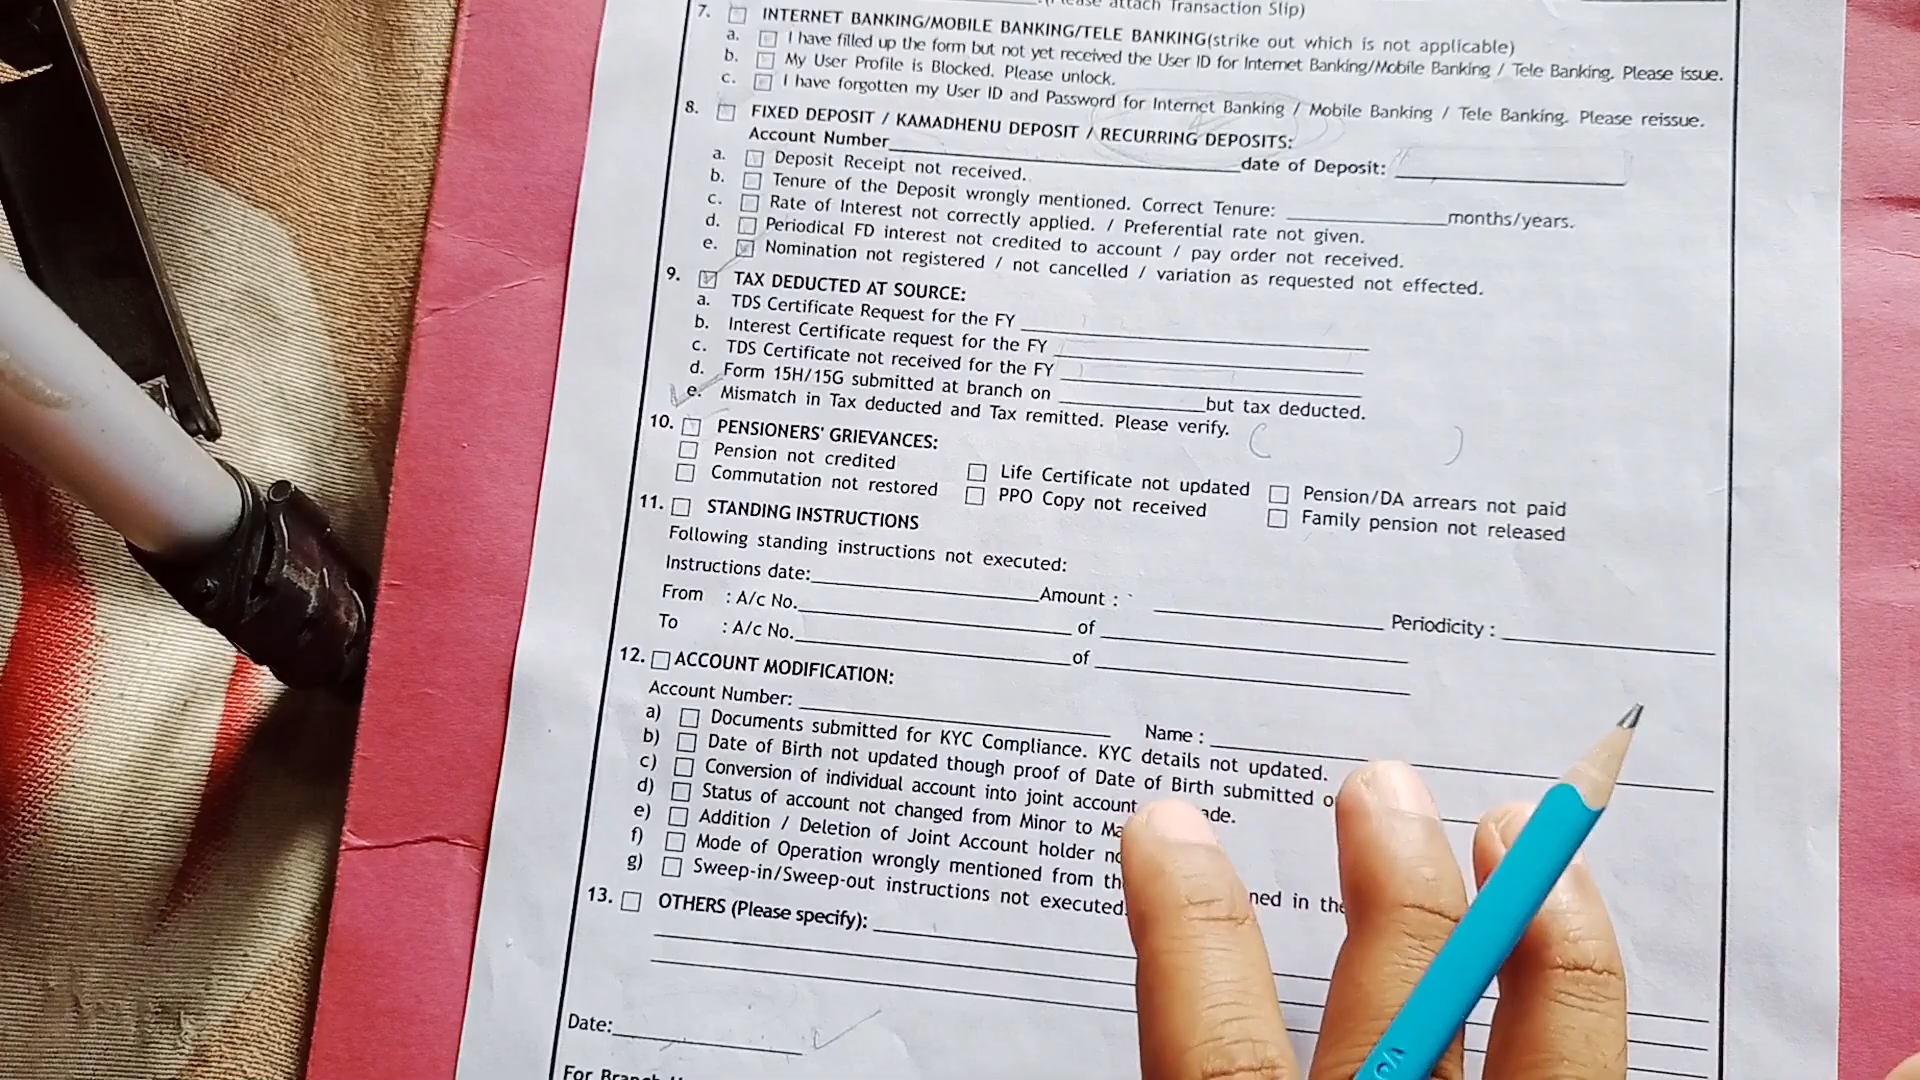 attach Transaction Slip)
7. INTERNET BANKING/MOBILE BANKING/TELE BANKING(strike out which is not applicable)
a. I have filled up the form but not yet received the User ID for Internet Banking/Mobile Banking / Tele Banking. Please issue.
b. My User Profile is Blocked. Please unlock.
c. I have forgotten my User ID and Password for Internet Banking / Mobile Banking / Tele Banking. Please reissue.
8. FIXED DEPOSIT / KAMADHENU DEPOSIT / RECURRING DEPOSITS:
Account Number date of Deposit:
a. Deposit Receipt not received.
b. Tenure of the Deposit wrongly mentioned. Correct Tenure: months/years.
c. Rate of Interest not correctly applied. / Preferential rate not given.
d. Periodical FD interest not credited to account / pay order not received.
e. Nomination not registered / not cancelled / variation as requested not effected.
9. TAX DEDUCTED AT SOURCE:
a. TDS Certificate Request for the FY
b. Interest Certificate request for the FY
c. TDS Certificate not received for the FY
d. Form 15H/15G submitted at branch on but tax deducted.
e. Mismatch in Tax deducted and Tax remitted. Please verify.
10. PENSIONERS' GRIEVANCES:
Pension not credited Life Certificate not updated Pension/DA arrears not paid
Commutation not restored PPO Copy not received Family pension not released
11. STANDING INSTRUCTIONS
Following standing instructions not executed:
Instructions date: Amount : Periodicity :
From : A/c No. of
To : A/c No. of
12. ACCOUNT MODIFICATION:
Account Number: Name :
a) Documents submitted for KYC Compliance. KYC details not updated.
b) Date of Birth not updated though proof of Date of Birth submitted
c) Conversion of individual account into joint account
d) Status of account not changed from Minor to
e) Addition / Deletion of Joint Account holder
f) Mode of Operation wrongly mentioned from in the
g) Sweep-in/Sweep-out instructions not executed.
13. OTHERS (Please specify):
Date:
For